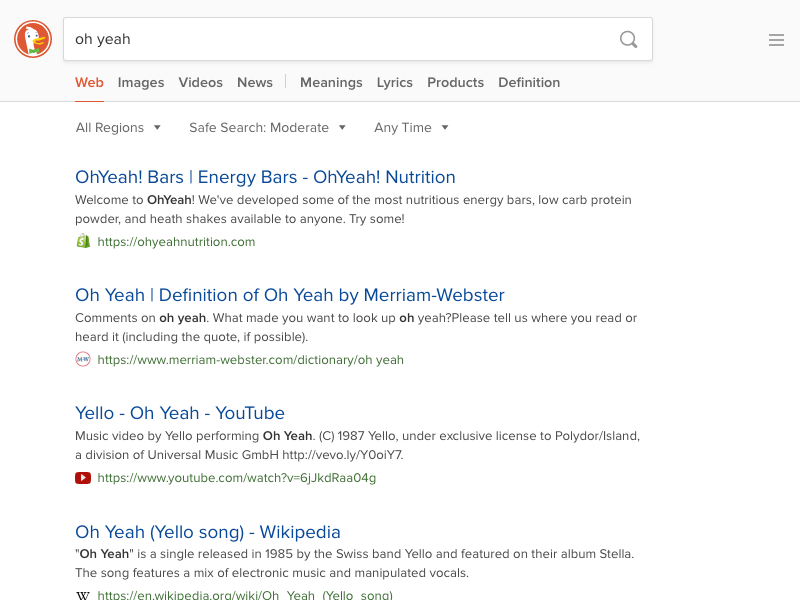 oh yeah
Web Images Videos News Meanings Lyrics Products Definition
All Regions Safe Search: Moderate Any Time
OhYeah! Bars | Energy Bars - OhYeah! Nutrition
Welcome to OhYeah! We've developed some of the most nutritious energy bars, low carb protein
powder, and heath shakes available to anyone. Try some!
https://ohyeahnutrition.com
Oh Yeah | Definition of Oh Yeah by Merriam-Webster
Comments on oh yeah. What made you want to look up oh yeah?Please tell us where you read or
heard it (including the quote, if possible).
M-W https://www.merriam-webster.com/dictionary/oh yeah
Yello - Oh Yeah - YouTube
Music video by Yello performing Oh Yeah. (C) 1987 Yello, under exclusive license to Polydor/Island,
a division of Universal Music GmbH http://vevo.ly/Y0oiY7.
https://www.youtube.com/watch?v=6jJkdRaa04g
Oh Yeah (Yello song) - Wikipedia
"Oh Yeah" is a single released in 1985 by the Swiss band Yello and featured on their album Stella.
The song features a mix of electronic music and manipulated vocals.
W https://en.wikipedia.org/wiki/Oh_Yeah_(Yello_song)